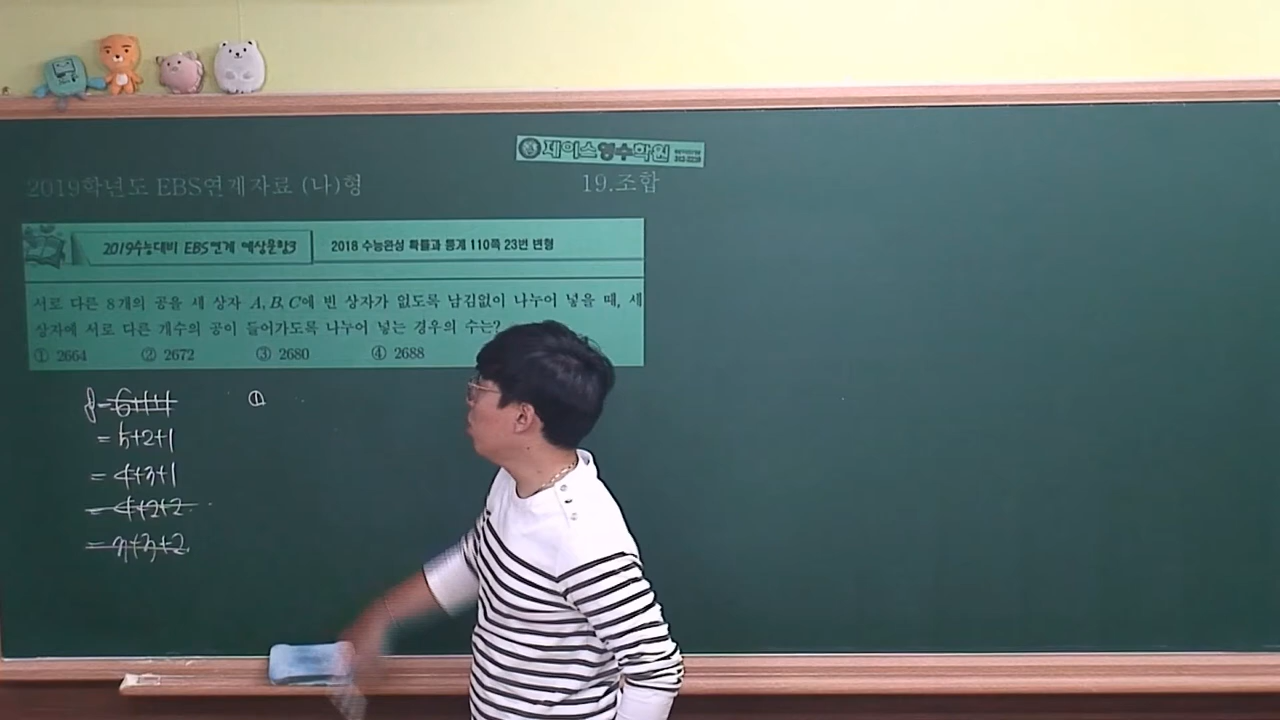 제이스영수학원
2019학년도 EBS연계자료 (나)형
19.조합
2019수능대비 EBS연계 예상문항3
2018 수능완성 확률과 통계 110쪽 23번 변형
서로 다른 8개의 공을 세 상자 A, B, C에 빈 상자가 없도록 남김없이 나누어 넣을 때, 세
상자에 서로 다른 개수의 공이 들어가도록 나누어 넣는 경우의 수는?
① 2664 ② 2672 ③ 2680 ④ 2688
8=6+1+1 ①
=5+2+1
=4+3+1
=4+2+2
=3+3+2